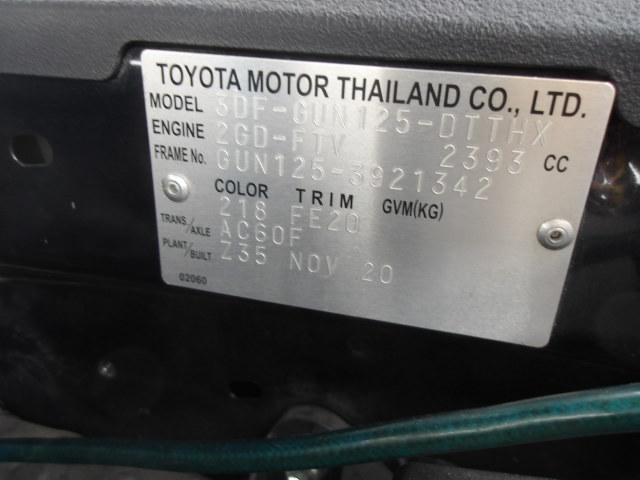 TOYOTA MOTOR THAILAND CO., LTD.
MODEL 3DF-GUN125-DTTHX
ENGINE 2GD-FTV 2393 CC
FRAME No. GUN125-3921342
COLOR TRIM GVM(KG)
218 FE20
TRANS./AXLE AC60F
PLANT/BUILT Z35 NOV 20
02060